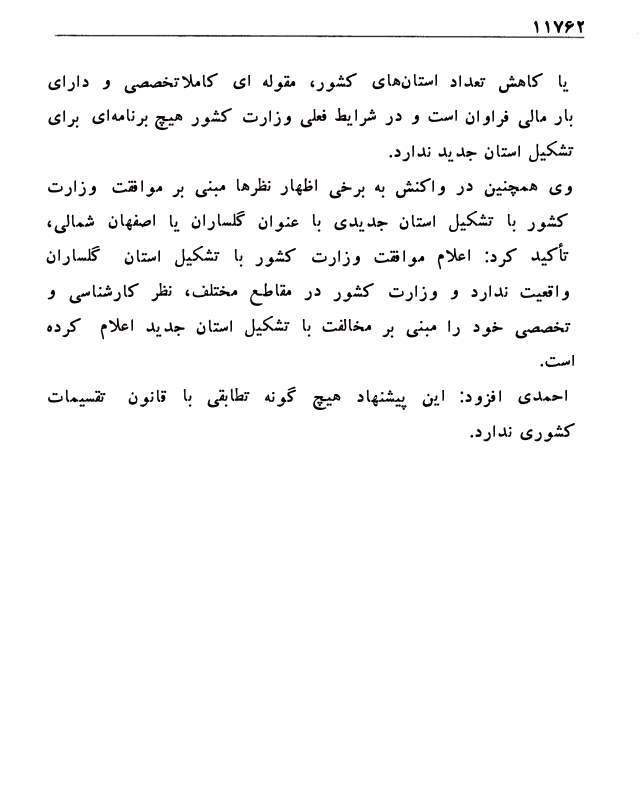 ۱۱۷۶۲
یا کاهش تعداد استان‌های کشور، مقوله ای کاملاتخصصی و دارای
بار مالی فراوان است و در شرایط فعلی وزارت کشور هیچ برنامه‌ای برای
تشکیل استان جدید ندارد.
وی همچنین در واکنش به برخی اظهار نظرها مبنی بر موافقت وزارت
کشور با تشکیل استان جدیدی با عنوان گلساران یا اصفهان شمالی،
تأکید کرد: اعلام موافقت وزارت کشور با تشکیل استان گلساران
واقعیت ندارد و وزارت کشور در مقاطع مختلف، نظر کارشناسی و
تخصصی خود را مبنی بر مخالفت با تشکیل استان جدید اعلام کرده
است.
احمدی افزود: این پیشنهاد هیچ گونه تطابقی با قانون تقسیمات
کشوری ندارد.